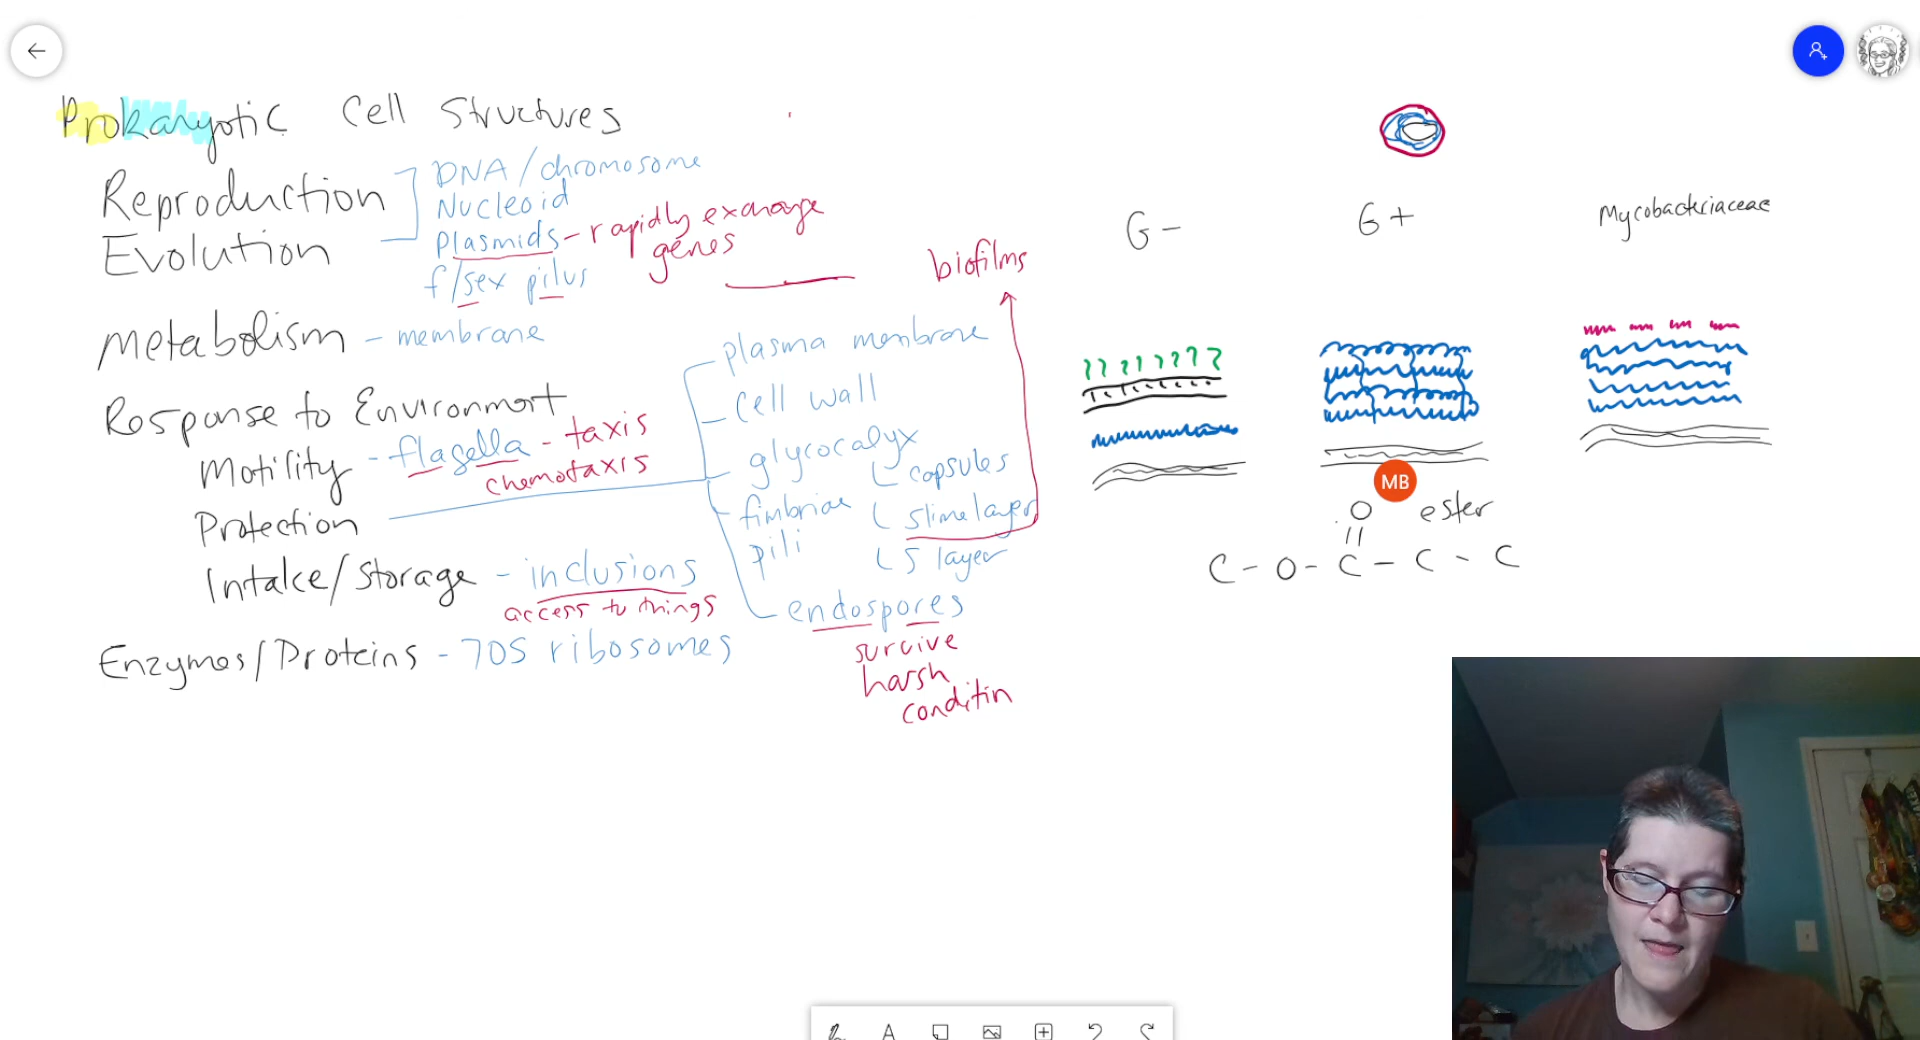 Prokaryotic Cell Structures
Reproduction
Evolution
DNA/chromosome
Nucleoid
Plasmids - rapidly exchange
genes
f/sex pilus
Metabolism - membrane
Response to Environment
Motility - flagella - taxis
chemotaxis
Protection
plasma membrane
cell wall
glycocalyx
capsules
slime layer
S layer
biofilms
fimbriae
pili
endospores
survive
harsh
conditin
Intake/Storage - inclusions
access to things
Enzymes/Proteins - 70S ribosomes
G-
G+
Mycobacteriaceae
MB
O ester
C - O - C - C - C
A